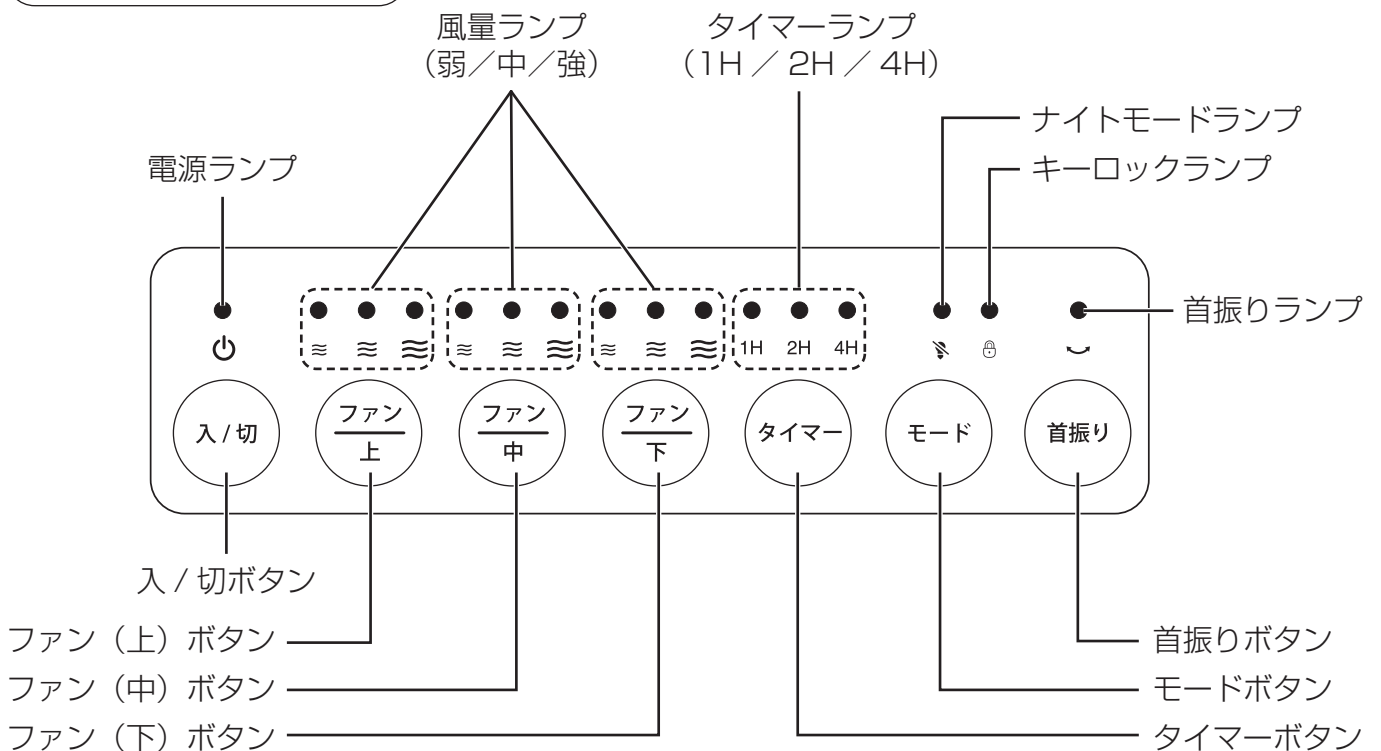 風量ランプ
（弱／中／強）
タイマーランプ
（1H ／ 2H ／ 4H）
ナイトモードランプ
キーロックランプ
電源ランプ
首振りランプ
1H 2H 4H
入 / 切
ファン
上
ファン
中
ファン
下
タイマー
モード
首振り
入 / 切ボタン
ファン（上）ボタン
ファン（中）ボタン
ファン（下）ボタン
首振りボタン
モードボタン
タイマーボタン